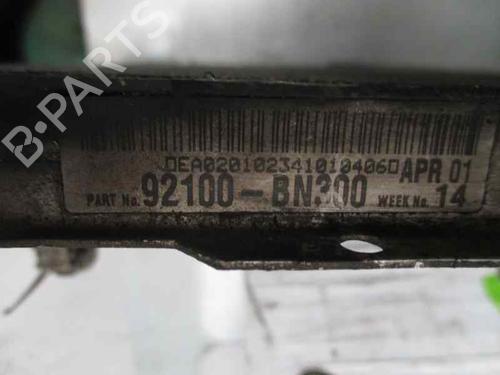 B-PARTS
DEA020102341010406D APR 01
PART No. 92100-BN300 WEEK No. 14